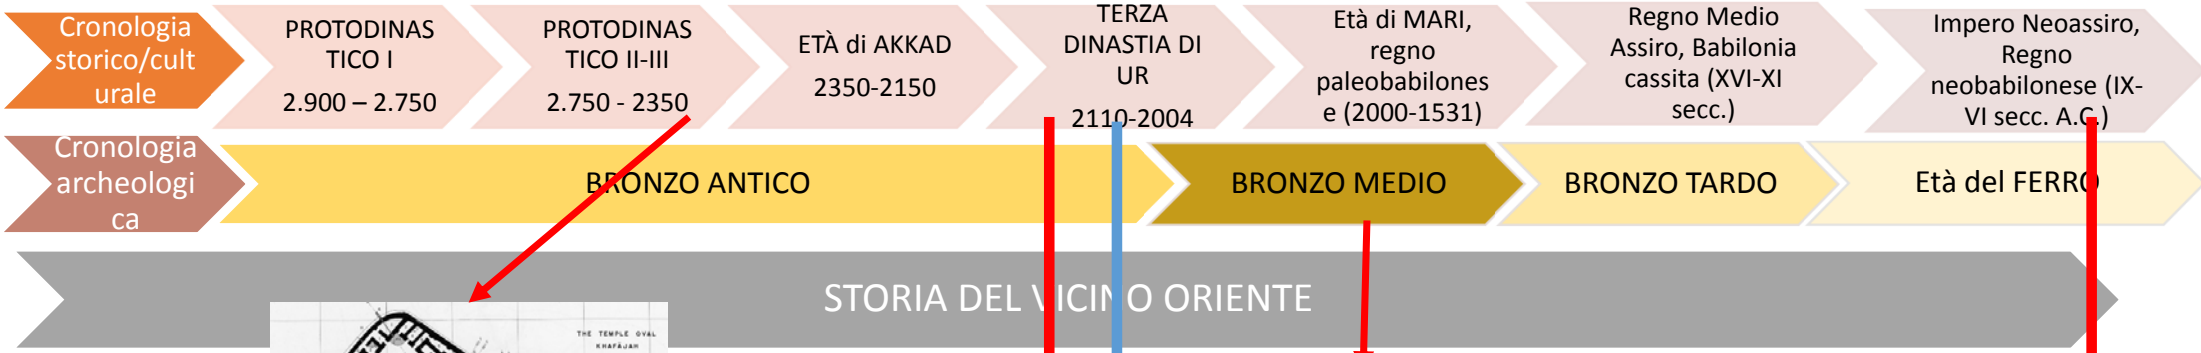 Cronologia
storico/cult
urale
PROTODINAS
TICO I
2.900 – 2.750
PROTODINAS
TICO II-III
2.750 - 2350
ETÀ di AKKAD
2350-2150
TERZA
DINASTIA DI
UR
2110-2004
Età di MARI,
regno
paleobabilones
e (2000-1531)
Regno Medio
Assiro, Babilonia
cassita (XVI-XI
secc.)
Impero Neoassiro,
Regno
neobabilonese (IX-
VI secc. A.C.)
Cronologia
archeologi
ca
BRONZO ANTICO
BRONZO MEDIO
BRONZO TARDO
Età del FERRO
STORIA DEL VICINO ORIENTE
THE TEMPLE OVAL
KHAFĀJAH